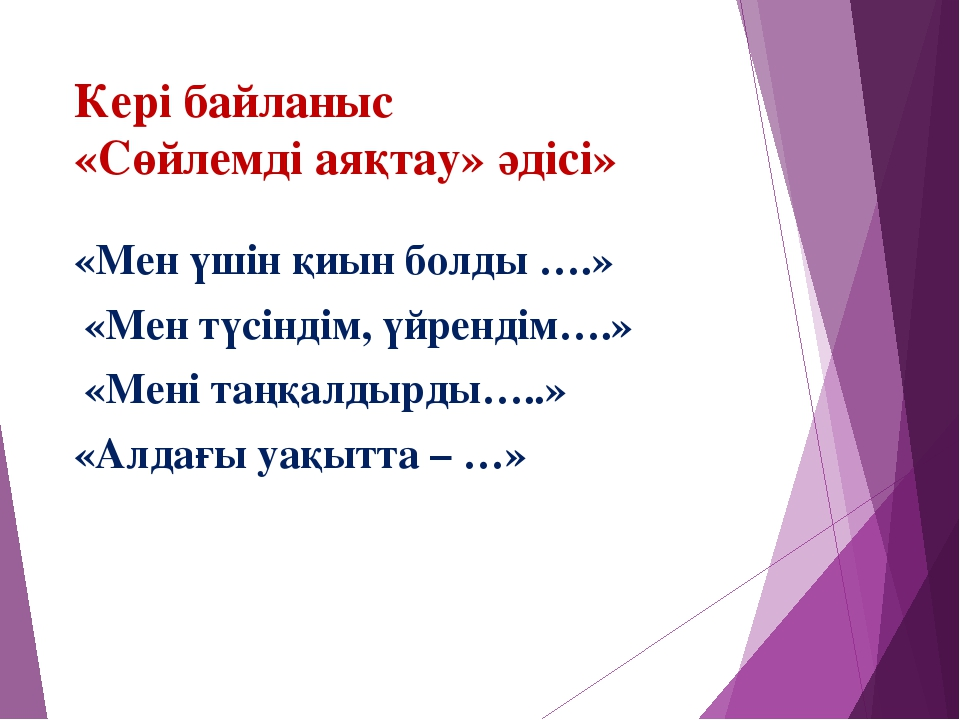 Кері байланыс
«Сөйлемді аяқтау» әдісі»
«Мен үшін қиын болды ….»
«Мен түсіндім, үйрендім….»
«Мені таңқалдырды…..»
«Алдағы уақытта – …»